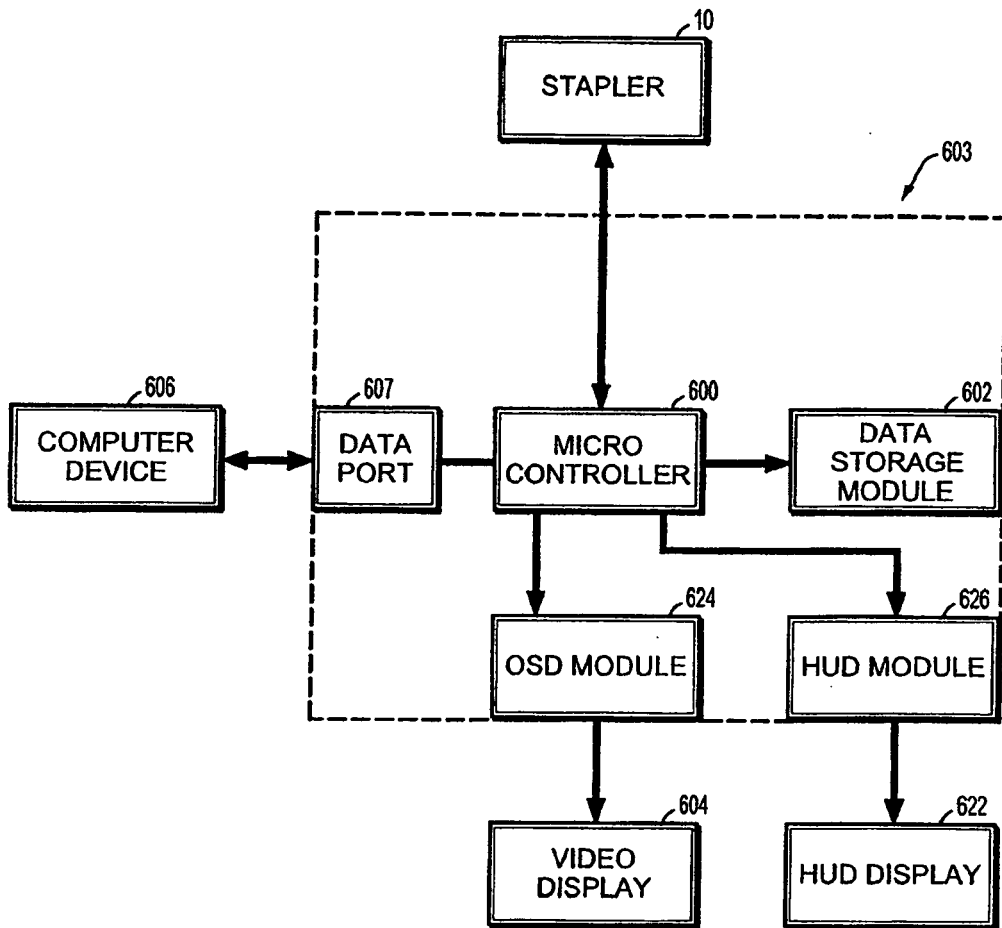 10
STAPLER
603
606
COMPUTER
DEVICE
607
DATA
PORT
600
MICRO
CONTROLLER
602
DATA
STORAGE
MODULE
624
OSD MODULE
626
HUD MODULE
604
VIDEO
DISPLAY
622
HUD DISPLAY